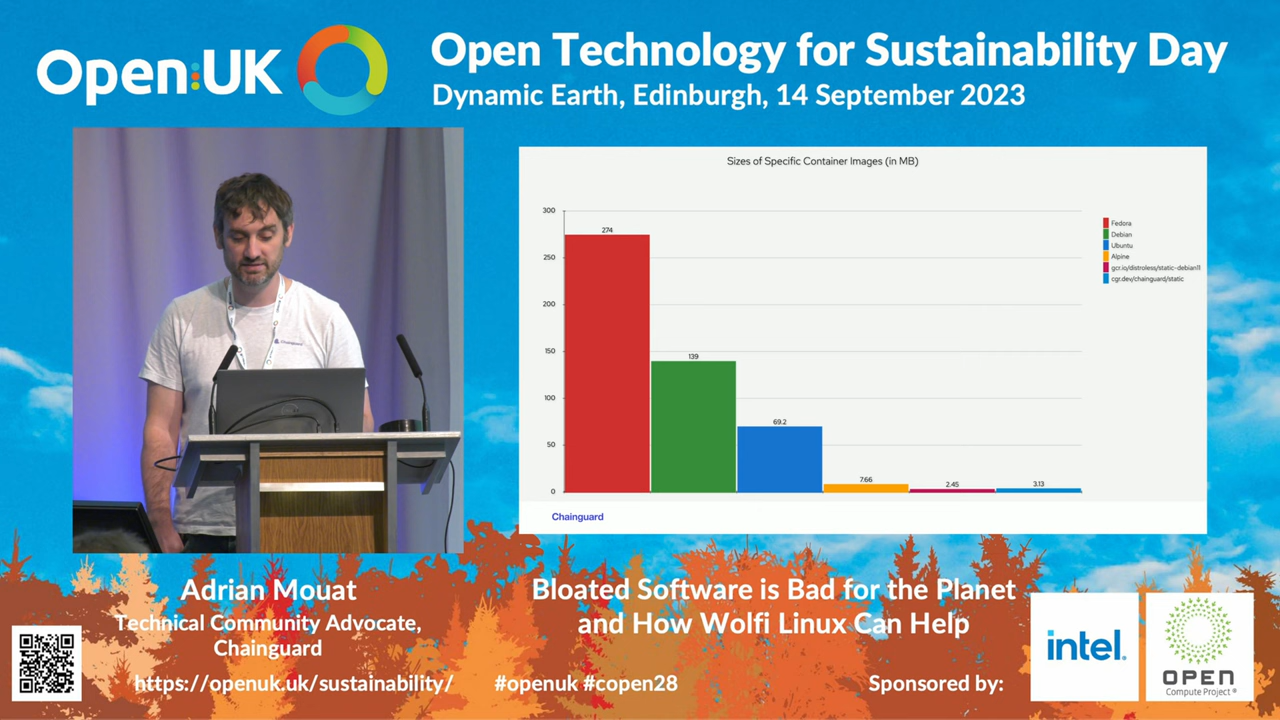 Open:UK
Open Technology for Sustainability Day
Dynamic Earth, Edinburgh, 14 September 2023
Chainguard
Sizes of Specific Container Images (in MB)
300
250
200
150
100
50
0
274
139
69.2
7.66
2.45
3.13
Fedora
Debian
Ubuntu
Alpine
gcr.io/distroless/static-debian11
cgr.dev/chainguard/static
Chainguard
Adrian Mouat
Technical Community Advocate,
Chainguard
Bloated Software is Bad for the Planet
and How Wolfi Linux Can Help
https://openuk.uk/sustainability/
#openuk #copen28
Sponsored by:
intel.
OPEN
Compute Project®